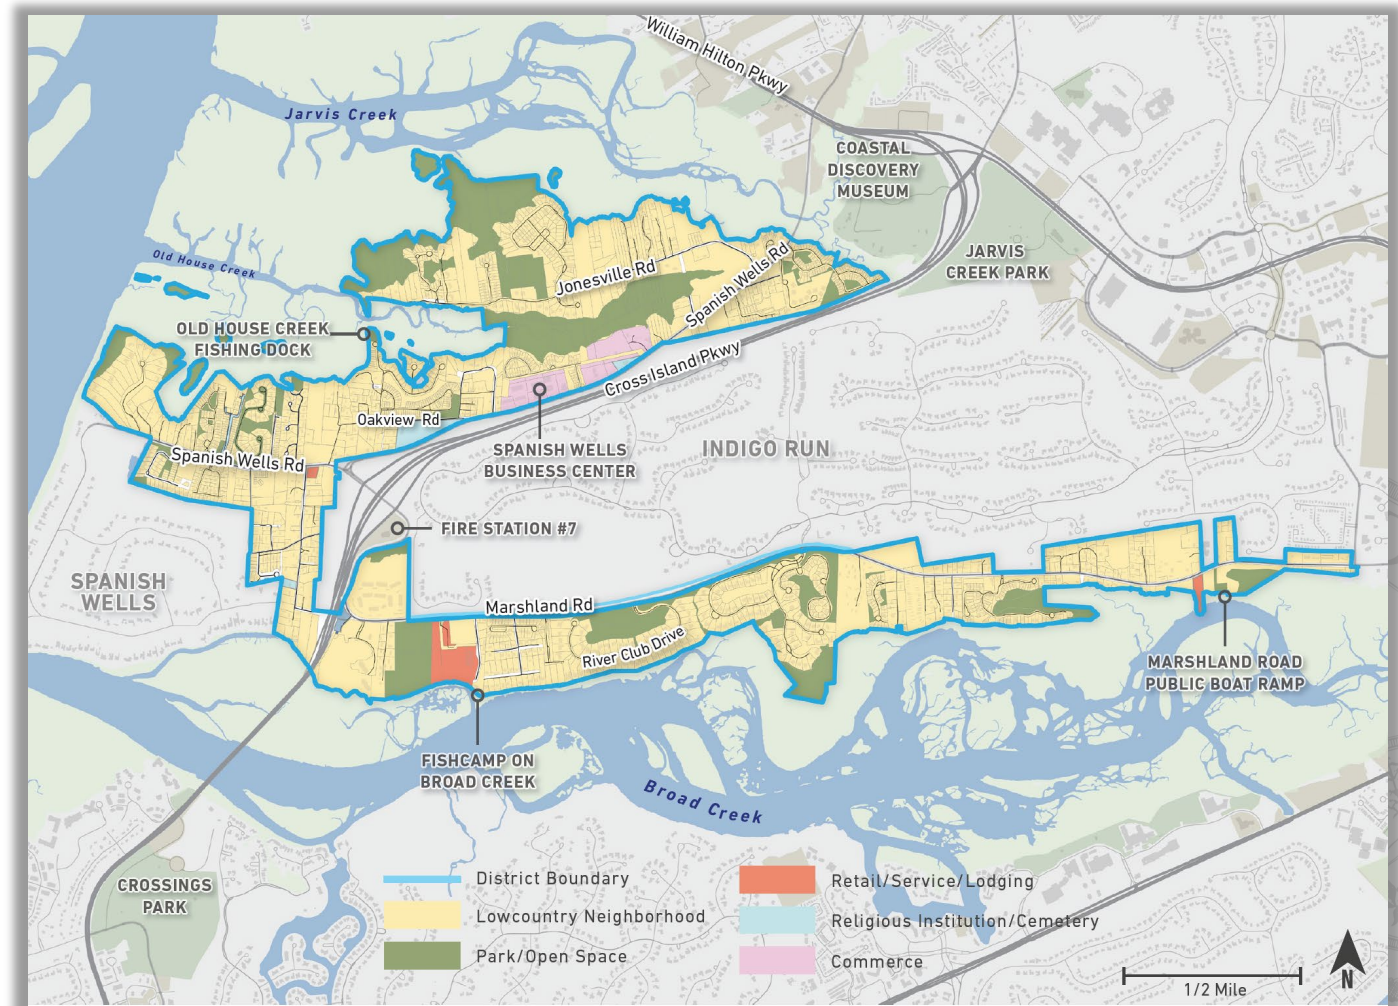 William Hilton Pkwy
Jarvis Creek
COASTAL
DISCOVERY
MUSEUM
JARVIS
CREEK PARK
Old House Creek
Jonesville Rd
Spanish Wells Rd
OLD HOUSE CREEK
FISHING DOCK
Cross Island Pkwy
Oakview Rd
Spanish Wells Rd
SPANISH WELLS
BUSINESS CENTER
INDIGO RUN
FIRE STATION #7
SPANISH
WELLS
Marshland Rd
River Club Drive
MARSHLAND ROAD
PUBLIC BOAT RAMP
FISHCAMP ON
BROAD CREEK
Broad Creek
CROSSINGS
PARK
District Boundary
Lowcountry Neighborhood
Park/Open Space
Retail/Service/Lodging
Religious Institution/Cemetery
Commerce
1/2 Mile
N